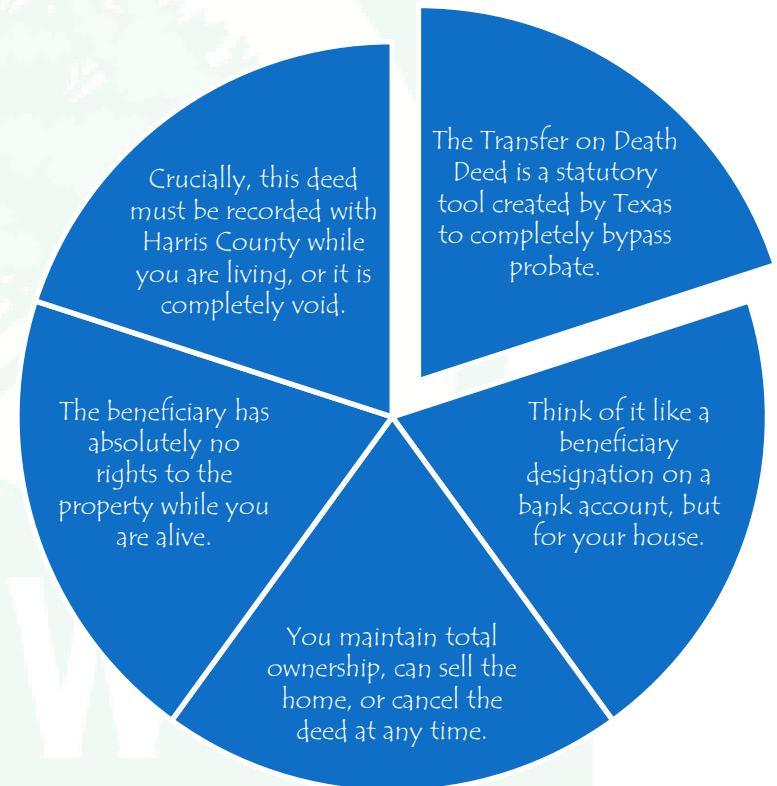 The Transfer on Death
Deed is a statutory
tool created by Texas
to completely bypass
probate.
Think of it like a
beneficiary
designation on a
bank account, but
for your house.
You maintain total
ownership, can sell the
home, or cancel the
deed at any time.
The beneficiary has
absolutely no
rights to the
property while you
are alive.
Crucially, this deed
must be recorded with
Harris County while
you are living, or it is
completely void.
W